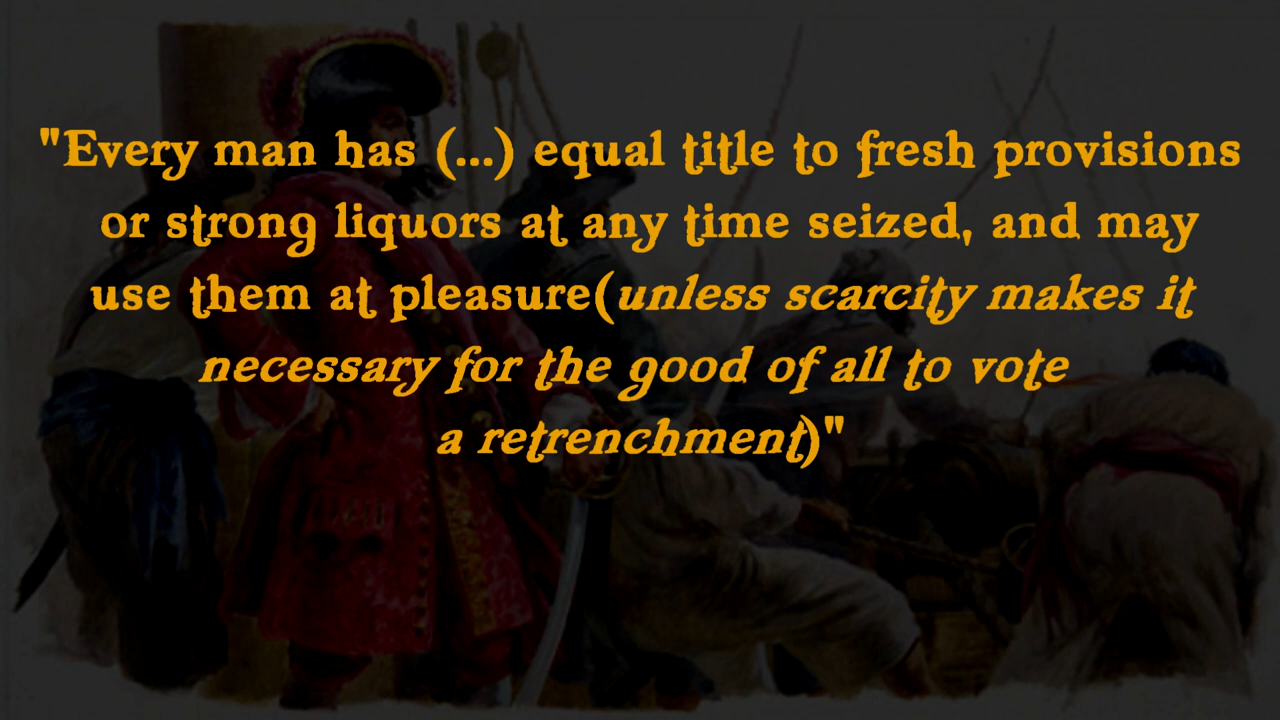 "Every man has (...) equal title to fresh provisions
or strong liquors at any time seized, and may
use them at pleasure(unless scarcity makes it
necessary for the good of all to vote
a retrenchment)"